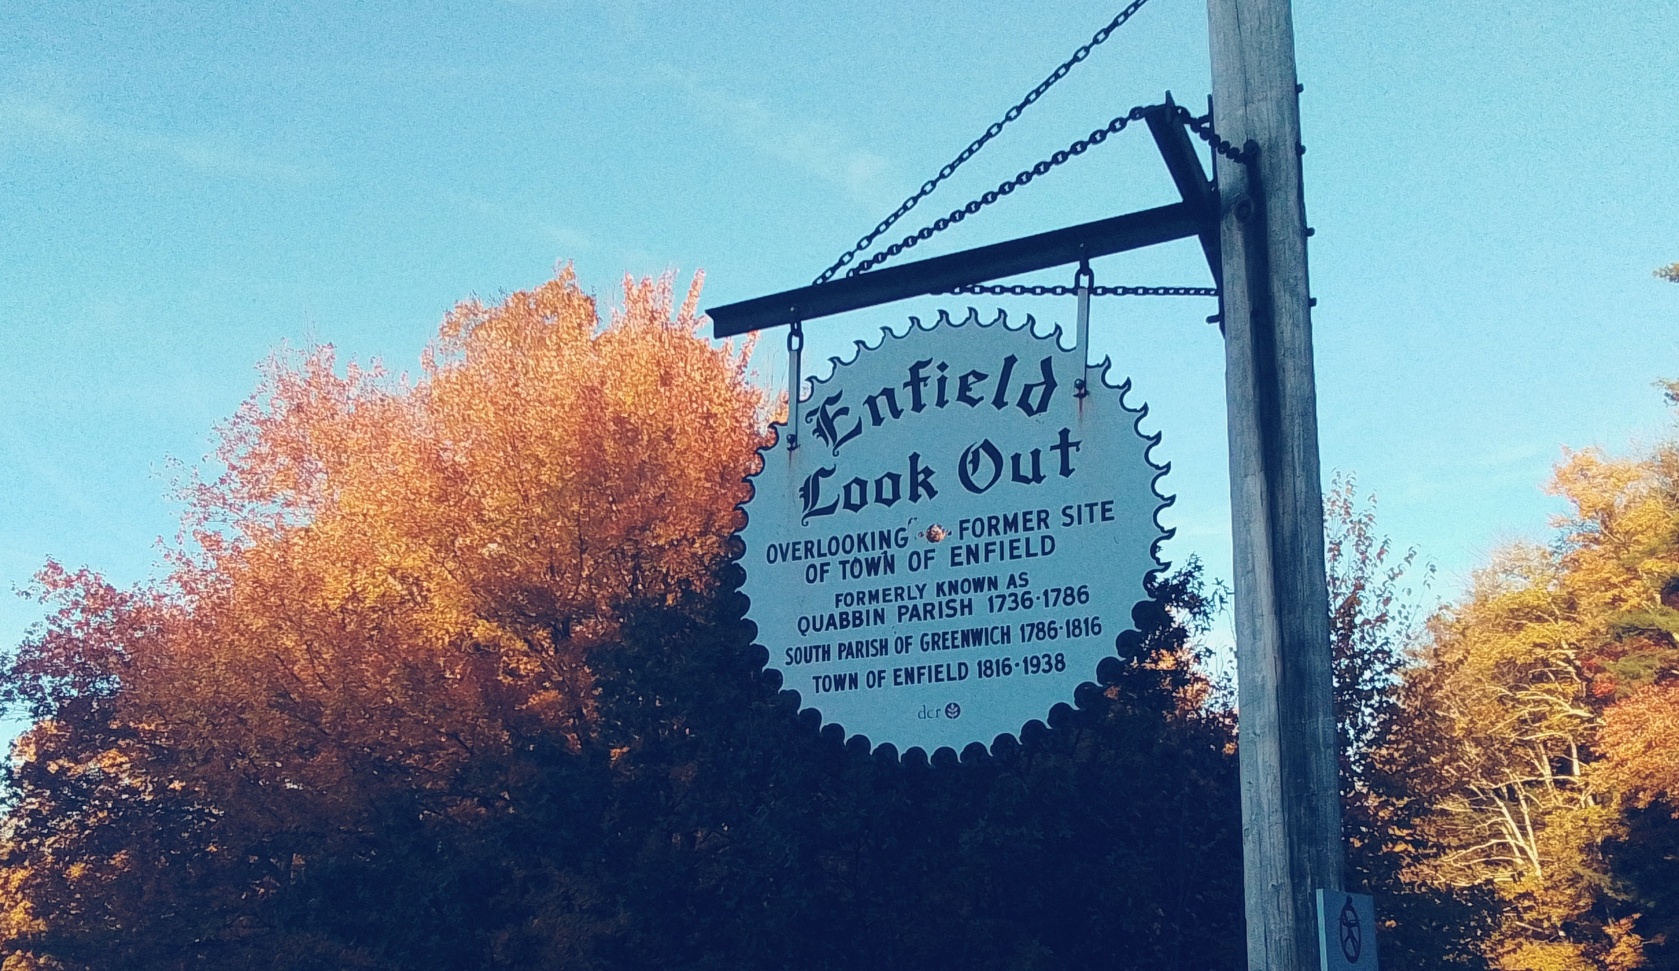 Enfield
Look Out
OVERLOOKING FORMER SITE
OF TOWN OF ENFIELD
FORMERLY KNOWN AS
QUABBIN PARISH 1736-1786
SOUTH PARISH OF GREENWICH 1786-1816
TOWN OF ENFIELD 1816-1938
dcr